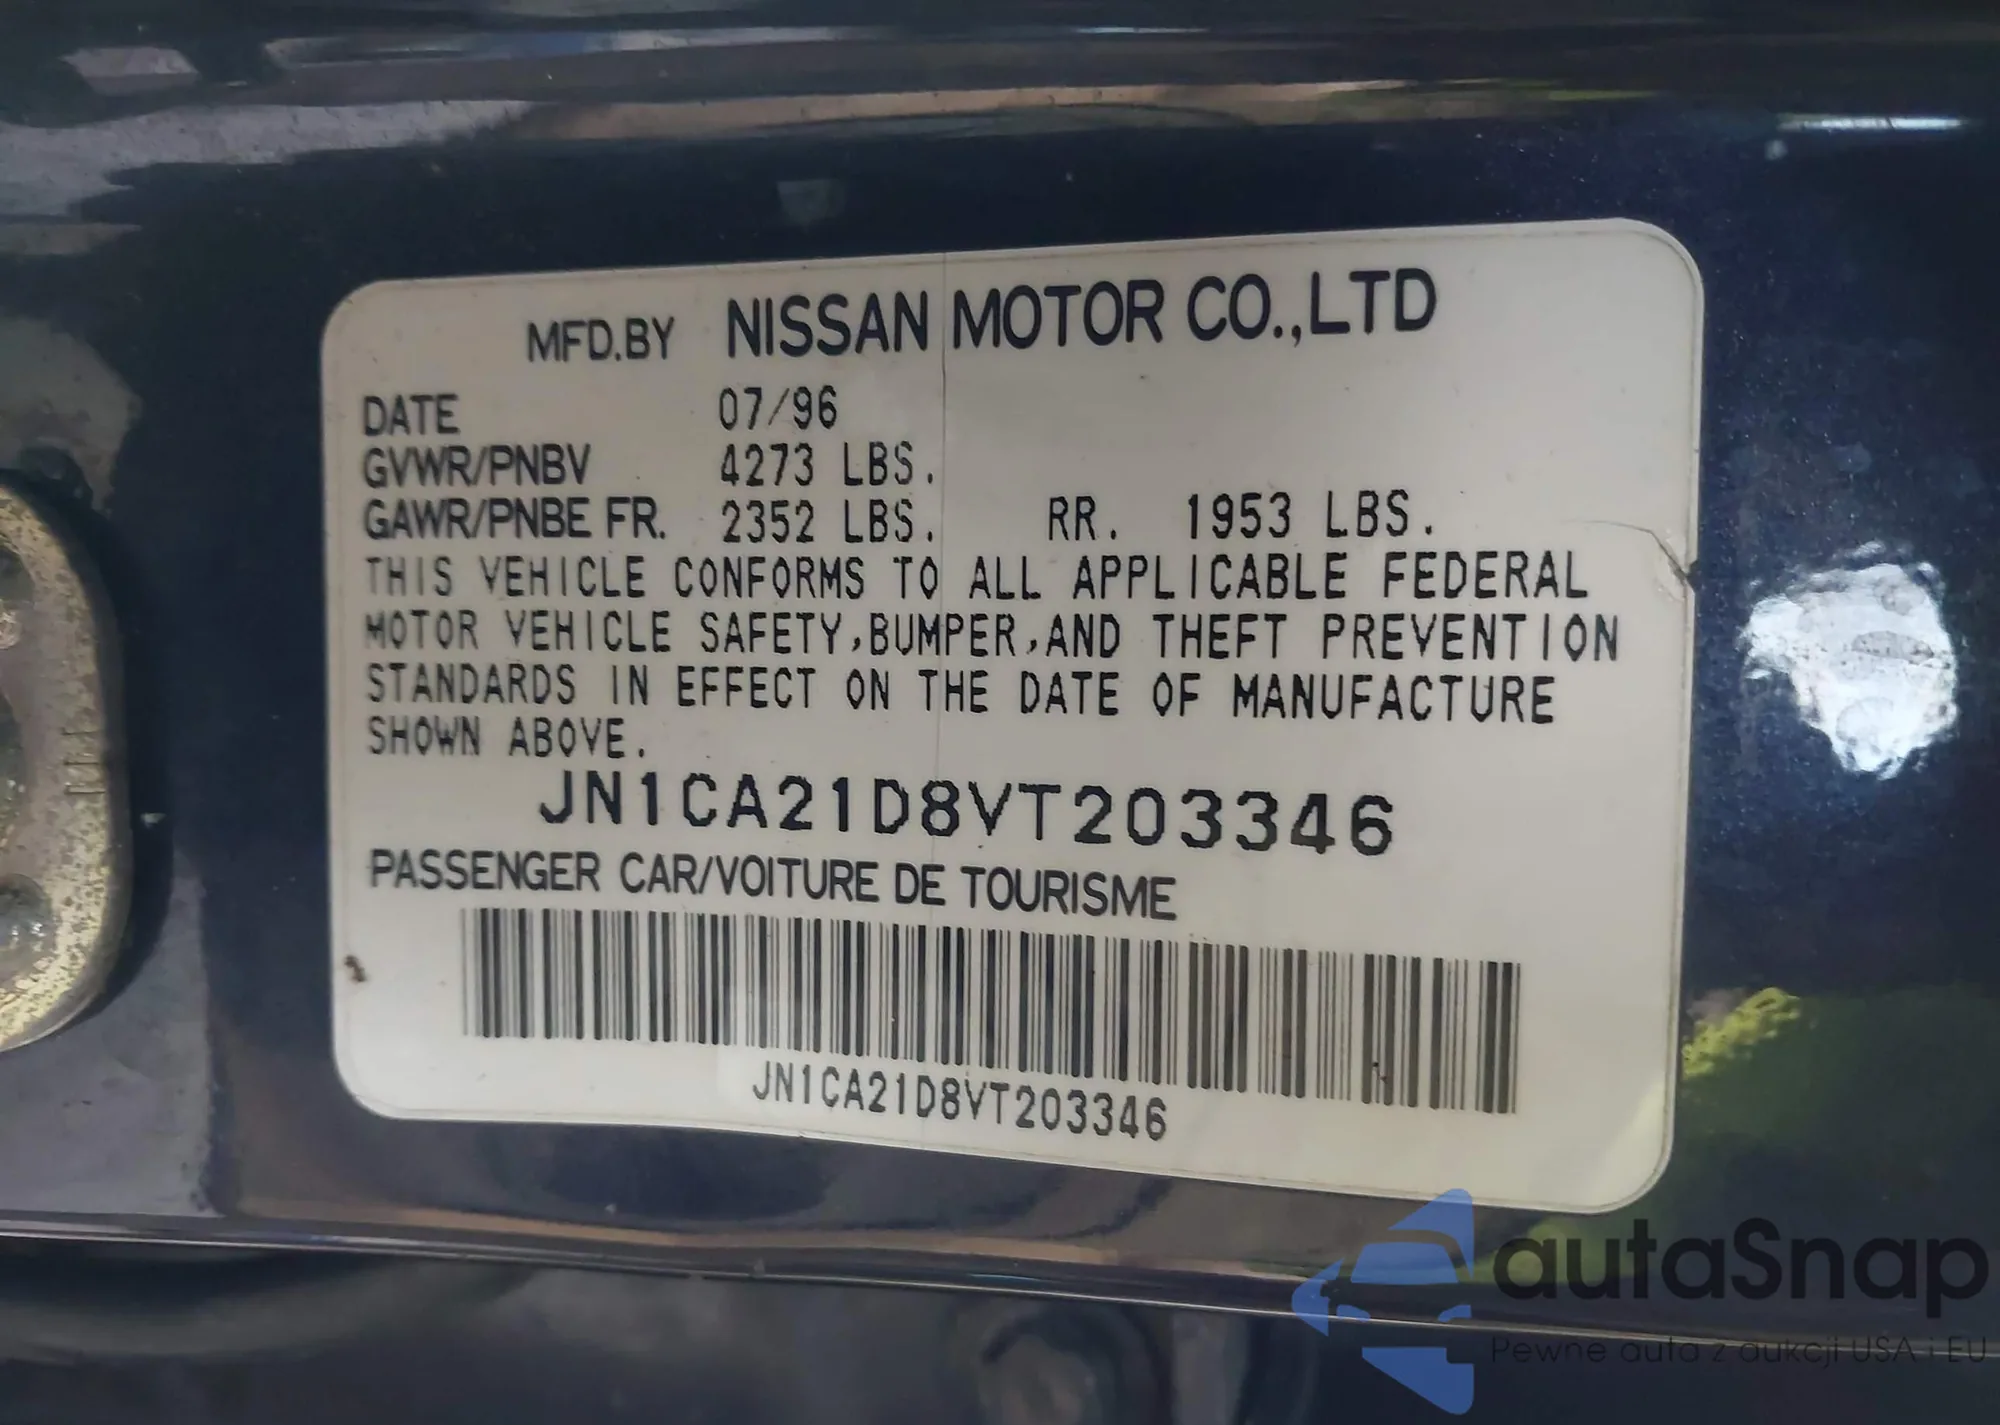 MFD.BY NISSAN MOTOR CO.,LTD
DATE 07/96
GVWR/PNBV 4273 LBS.
GAWR/PNBE FR. 2352 LBS. RR. 1953 LBS.
THIS VEHICLE CONFORMS TO ALL APPLICABLE FEDERAL
MOTOR VEHICLE SAFETY,BUMPER,AND THEFT PREVENTION
STANDARDS IN EFFECT ON THE DATE OF MANUFACTURE
SHOWN ABOVE.
JN1CA21D8VT203346
PASSENGER CAR/VOITURE DE TOURISME
JN1CA21D8VT203346
autaSnap
Pewne auta z aukcji USA i EU